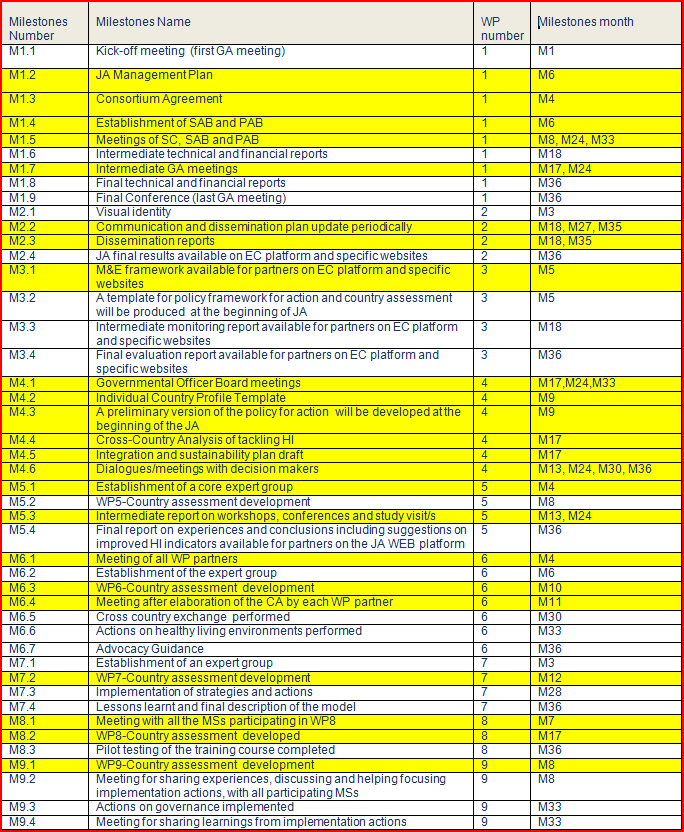 Milestones Number Milestones Name WP number Milestones month
M1.1 Kick-off meeting (first GA meeting) 1 M1
M1.2 JA Management Plan 1 M6
M1.3 Consortium Agreement 1 M4
M1.4 Establishment of SAB and PAB 1 M6
M1.5 Meetings of SC, SAB and PAB 1 M8, M24, M33
M1.6 Intermediate technical and financial reports 1 M18
M1.7 Intermediate GA meetings 1 M17, M24
M1.8 Final technical and financial reports 1 M36
M1.9 Final Conference (last GA meeting) 1 M36
M2.1 Visual identity 2 M3
M2.2 Communication and dissemination plan update periodically 2 M18, M27, M35
M2.3 Dissemination reports 2 M18, M35
M2.4 JA final results available on EC platform and specific websites 2 M36
M3.1 M&E framework available for partners on EC platform and specific 3 M5
websites
M3.2 A template for policy framework for action and country assessment 3 M5
will be produced at the beginning of JA
M3.3 Intermediate monitoring report available for partners on EC platform 3 M18
and specific websites
M3.4 Final evaluation report available for partners on EC platform and 3 M36
specific websites
M4.1 Governmental Officer Board meetings 4 M17,M24,M33
M4.2 Individual Country Profile Template 4 M9
M4.3 A preliminary version of the policy for action will be developed at the 4 M9
beginning of the JA
M4.4 Cross-Country Analysis of tackling HI 4 M17
M4.5 Integration and sustainability plan draft 4 M17
M4.6 Dialogues/meetings with decision makers 4 M13, M24, M30, M36
M5.1 Establishment of a core expert group 5 M4
M5.2 WP5-Country assessment development 5 M8
M5.3 Intermediate report on workshops, conferences and study visit/s 5 M13, M24
M5.4 Final report on experiences and conclusions including suggestions on 5 M36
improved HI indicators available for partners on the JA WEB platform
M6.1 Meeting of all WP partners 6 M4
M6.2 Establishment of the expert group 6 M6
M6.3 WP6-Country assessment development 6 M10
M6.4 Meeting after elaboration of the CA by each WP partner 6 M11
M6.5 Cross country exchange performed 6 M30
M6.6 Actions on healthy living environments performed 6 M33
M6.7 Advocacy Guidance 6 M36
M7.1 Establishment of an expert group 7 M3
M7.2 WP7-Country assessment development 7 M12
M7.3 Implementation of strategies and actions 7 M28
M7.4 Lessons learnt and final description of the model 7 M36
M8.1 Meeting with all the MSs participating in WP8 8 M7
M8.2 WP8-Country assessment developed 8 M17
M8.3 Pilot testing of the training course completed 8 M36
M9.1 WP9-Country assessment development 9 M8
M9.2 Meeting for sharing experiences, discussing and helping focusing 9 M8
implementation actions, with all participating MSs
M9.3 Actions on governance implemented 9 M33
M9.4 Meeting for sharing learnings from implementation actions 9 M33